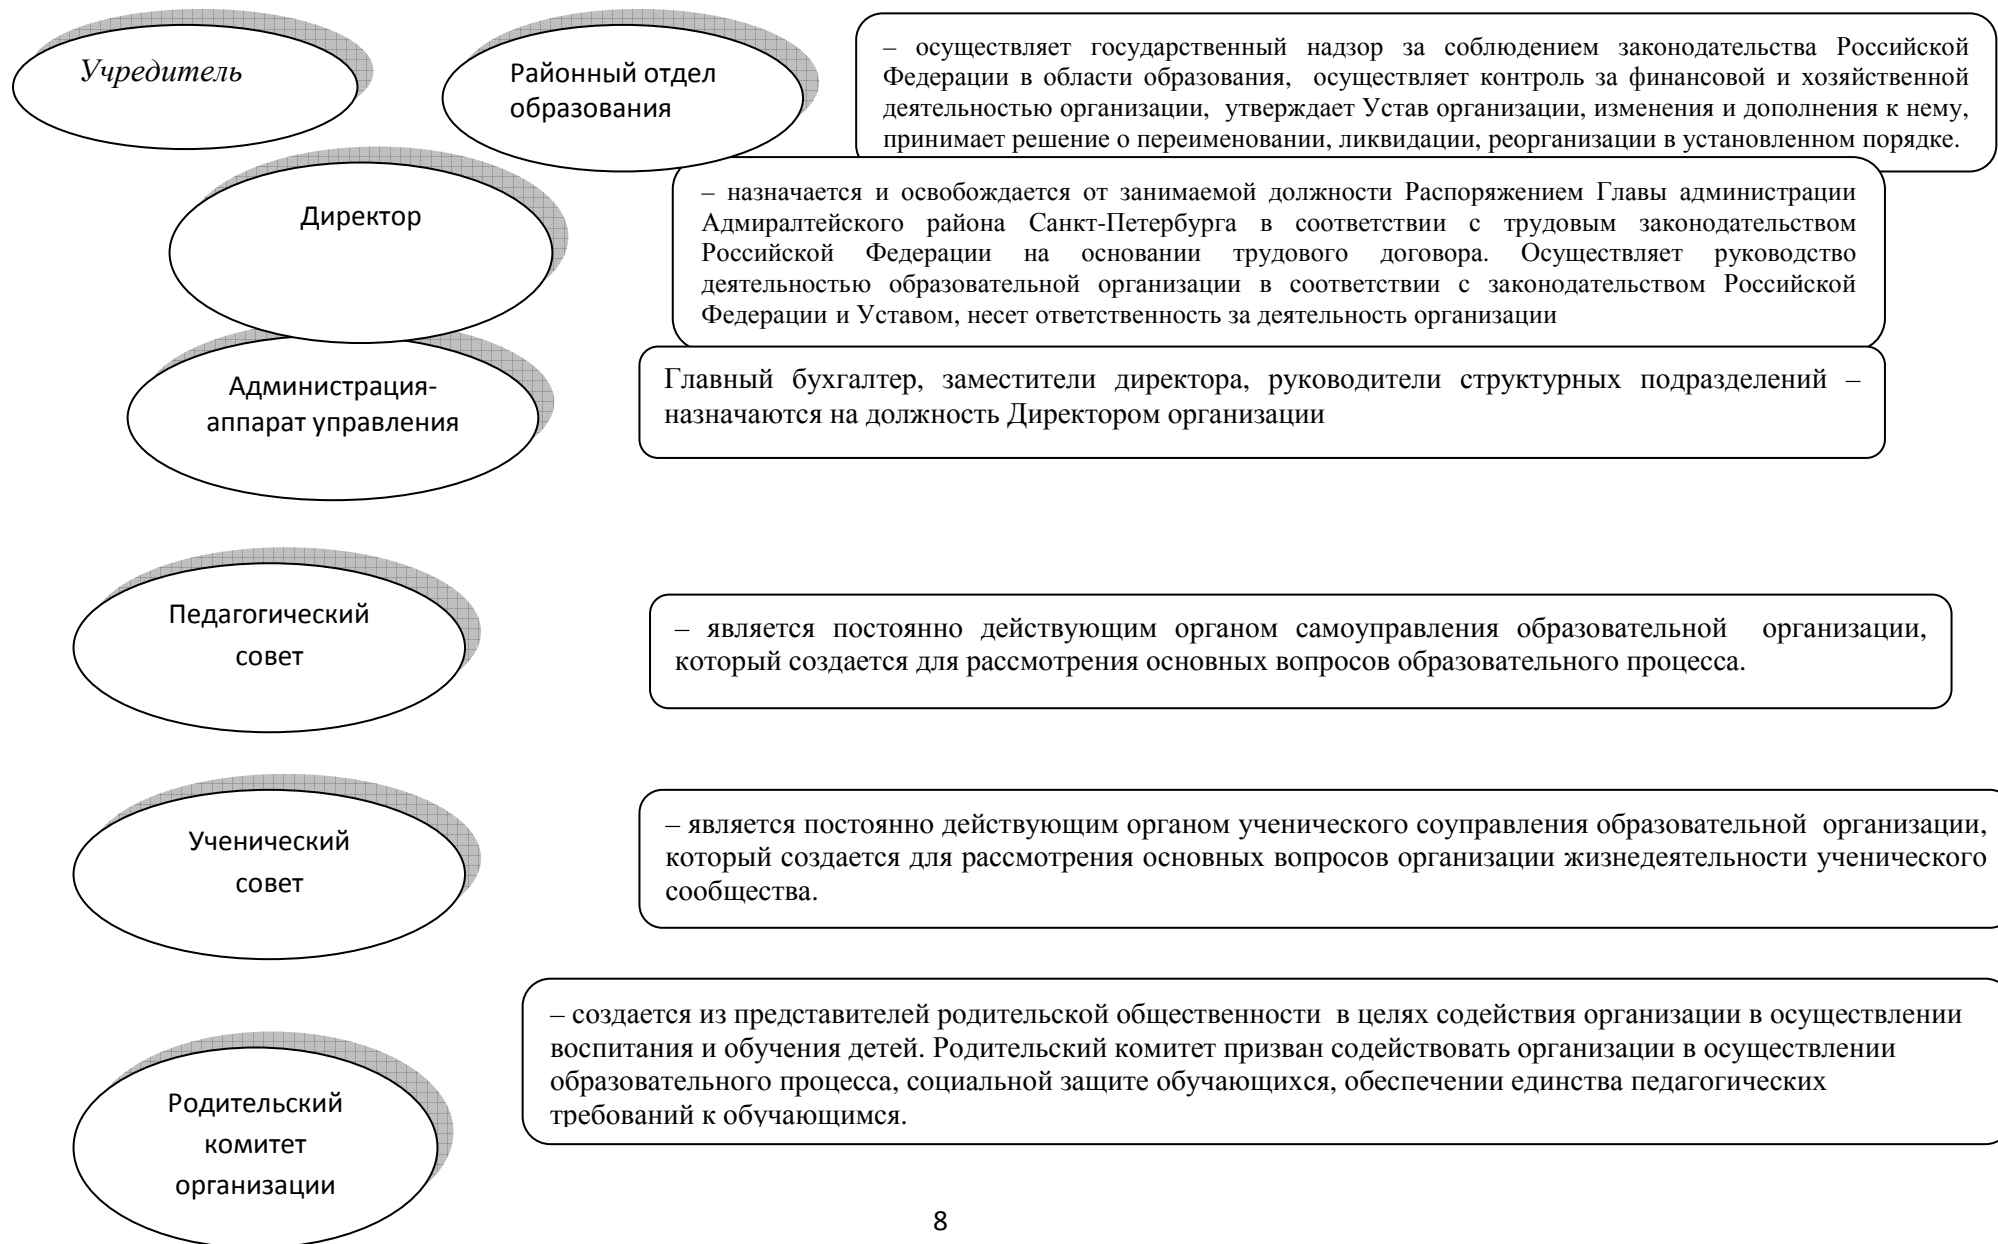 Учредитель
Районный отдел
образования
– осуществляет государственный надзор за соблюдением законодательства Российской
Федерации в области образования, осуществляет контроль за финансовой и хозяйственной
деятельностью организации, утверждает Устав организации, изменения и дополнения к нему,
принимает решение о переименовании, ликвидации, реорганизации в установленном порядке.
Директор
– назначается и освобождается от занимаемой должности Распоряжением Главы администрации
Адмиралтейского района Санкт-Петербурга в соответствии с трудовым законодательством
Российской Федерации на основании трудового договора. Осуществляет руководство
деятельностью образовательной организации в соответствии с законодательством Российской
Федерации и Уставом, несет ответственность за деятельность организации
Администрация-
аппарат управления
Главный бухгалтер, заместители директора, руководители структурных подразделений –
назначаются на должность Директором организации
Педагогический
совет
– является постоянно действующим органом самоуправления образовательной организации,
который создается для рассмотрения основных вопросов образовательного процесса.
Ученический
совет
– является постоянно действующим органом ученического соуправления образовательной организации,
который создается для рассмотрения основных вопросов организации жизнедеятельности ученического
сообщества.
Родительский
комитет
организации
– создается из представителей родительской общественности в целях содействия организации в осуществлении
воспитания и обучения детей. Родительский комитет призван содействовать организации в осуществлении
образовательного процесса, социальной защите обучающихся, обеспечении единства педагогических
требований к обучающимся.
8